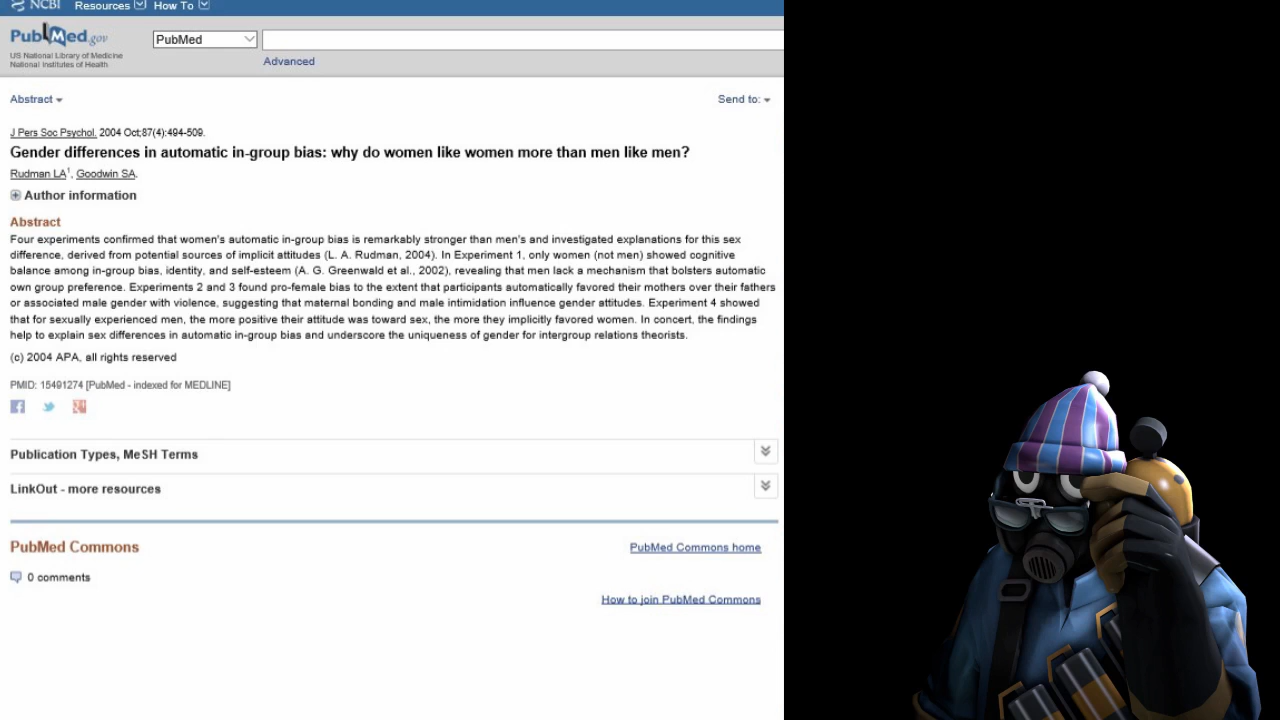 NCBI Resources How To
PubMed.gov
US National Library of Medicine
National Institutes of Health
PubMed
Advanced
Abstract
Send to:
J Pers Soc Psychol. 2004 Oct;87(4):494-509.
Gender differences in automatic in-group bias: why do women like women more than men like men?
Rudman LA1, Goodwin SA.
Author information
Abstract
Four experiments confirmed that women's automatic in-group bias is remarkably stronger than men's and investigated explanations for this sex
difference, derived from potential sources of implicit attitudes (L. A. Rudman, 2004). In Experiment 1, only women (not men) showed cognitive
balance among in-group bias, identity, and self-esteem (A. G. Greenwald et al., 2002), revealing that men lack a mechanism that bolsters automatic
own group preference. Experiments 2 and 3 found pro-female bias to the extent that participants automatically favored their mothers over their fathers
or associated male gender with violence, suggesting that maternal bonding and male intimidation influence gender attitudes. Experiment 4 showed
that for sexually experienced men, the more positive their attitude was toward sex, the more they implicitly favored women. In concert, the findings
help to explain sex differences in automatic in-group bias and underscore the uniqueness of gender for intergroup relations theorists.
(c) 2004 APA, all rights reserved
PMID: 15491274 [PubMed - indexed for MEDLINE]
Publication Types, MeSH Terms
LinkOut - more resources
PubMed Commons
PubMed Commons home
0 comments
How to join PubMed Commons